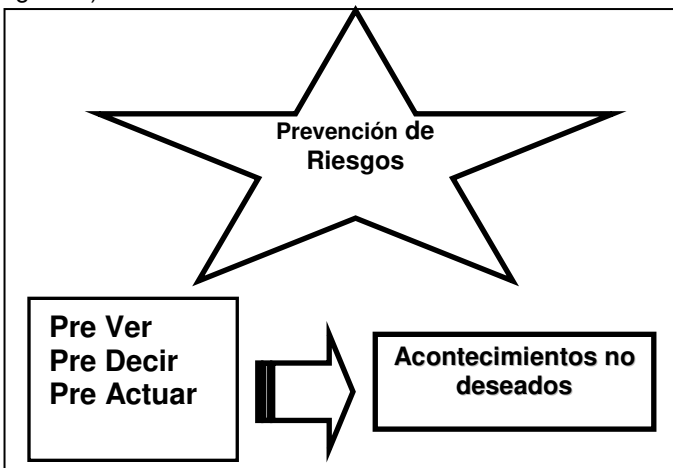 Prevención de
Riesgos
Pre Ver
Pre Decir
Pre Actuar
Acontecimientos no
deseados